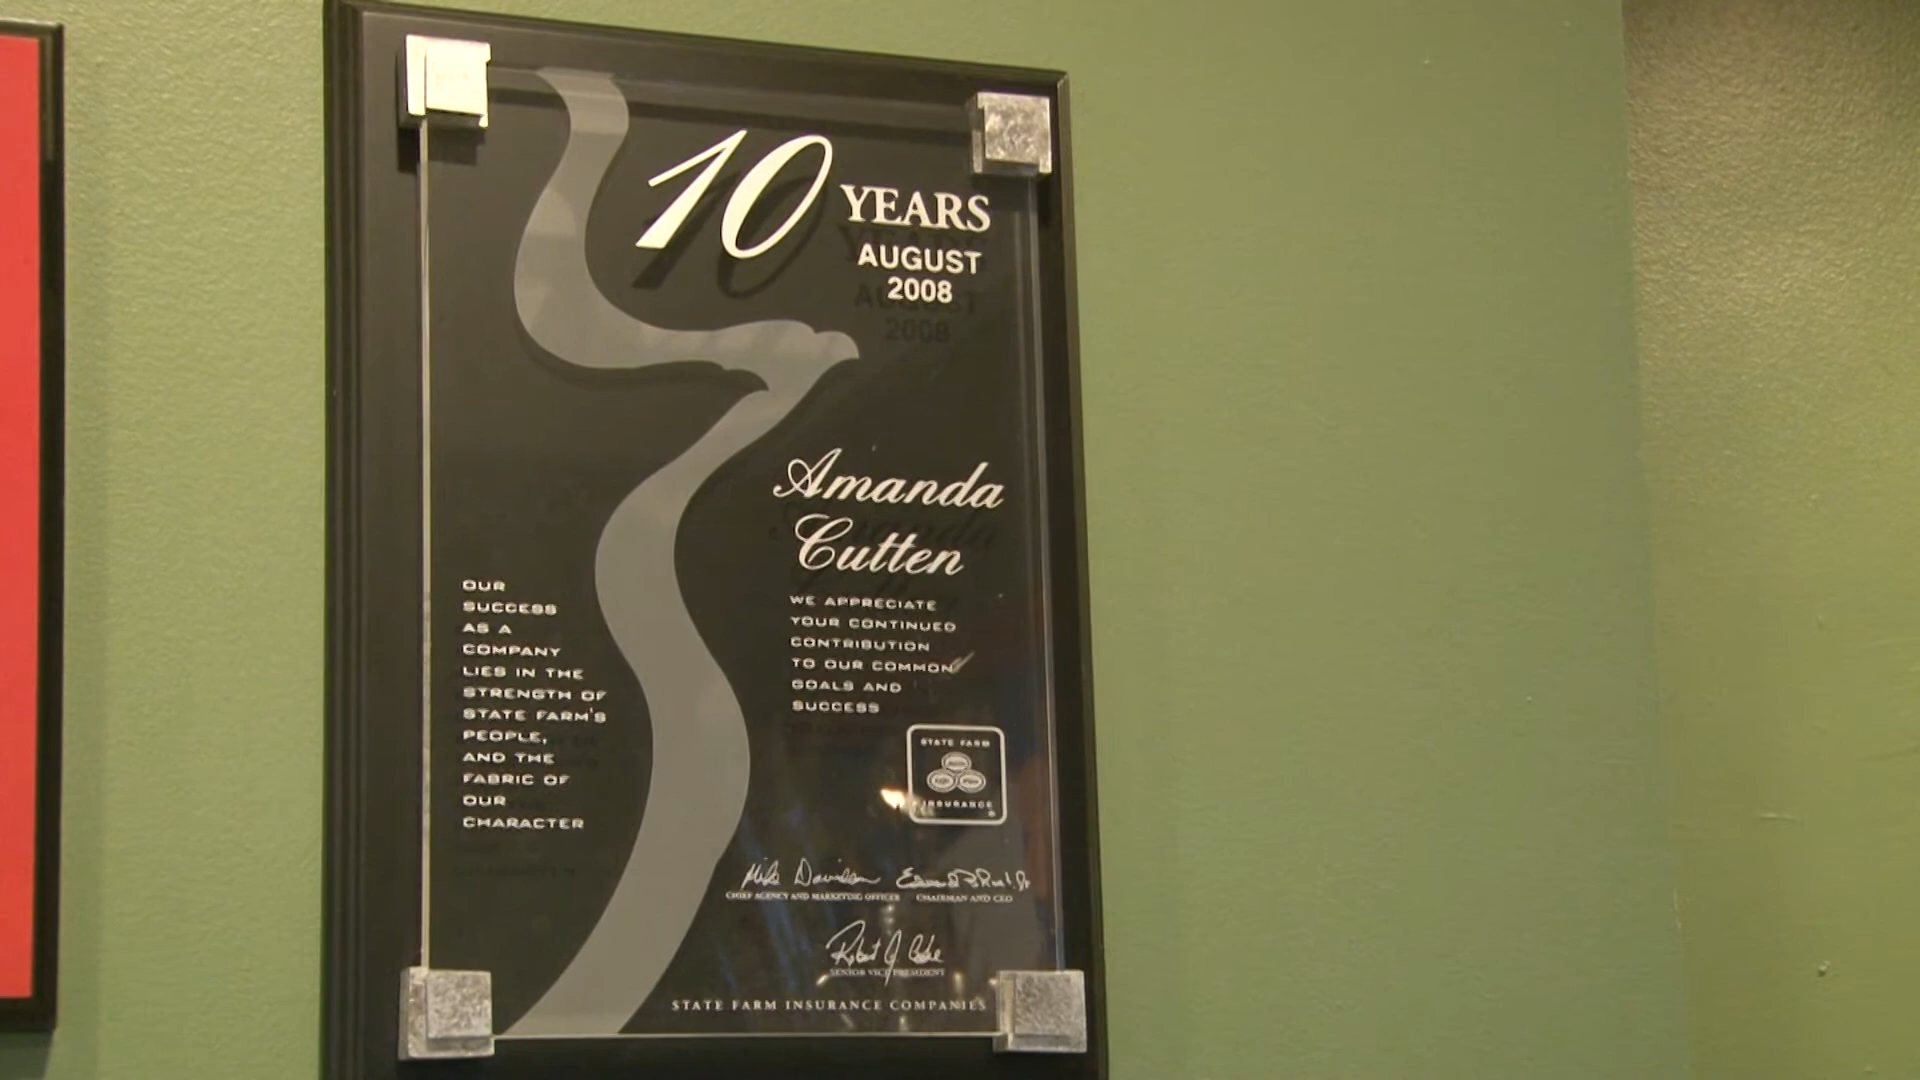 10 YEARS
AUGUST
2008
Amanda
Cutten
OUR
SUCCESS
AS A
COMPANY
LIES IN THE
STRENGTH OF
STATE FARM'S
PEOPLE,
AND THE
FABRIC OF
OUR
CHARACTER
WE APPRECIATE
YOUR CONTINUED
CONTRIBUTION
TO OUR COMMON
GOALS AND
SUCCESS
STATE FARM
INSURANCE
CHIEF AGENCY AND MARKETING OFFICER
CHAIRMAN AND CEO
SENIOR VICE PRESIDENT
STATE FARM INSURANCE COMPANIES